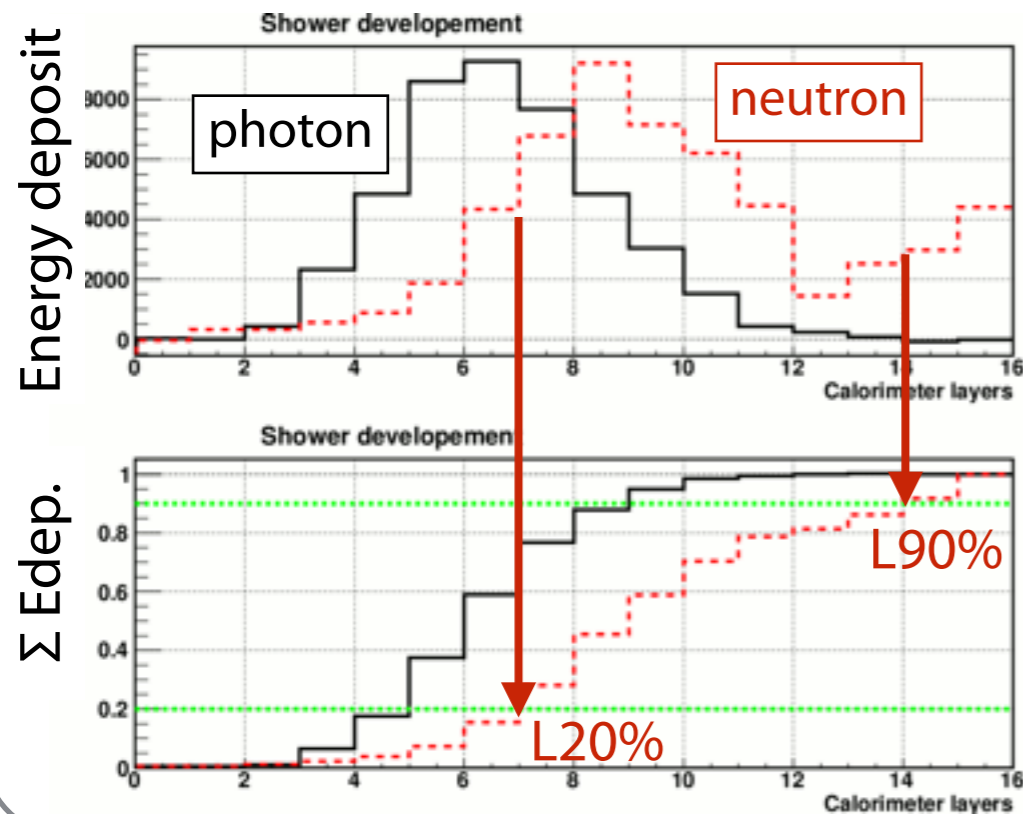 Shower developement
Energy deposit
8000
6000
4000
2000
0
photon
neutron
0 2 4 6 8 10 12 14 16
Calorimeter layers
Shower developement
Σ Edep.
1
0.8
0.6
0.4
0.2
0
L90%
L20%
0 2 4 6 8 10 12 14 16
Calorimeter layers